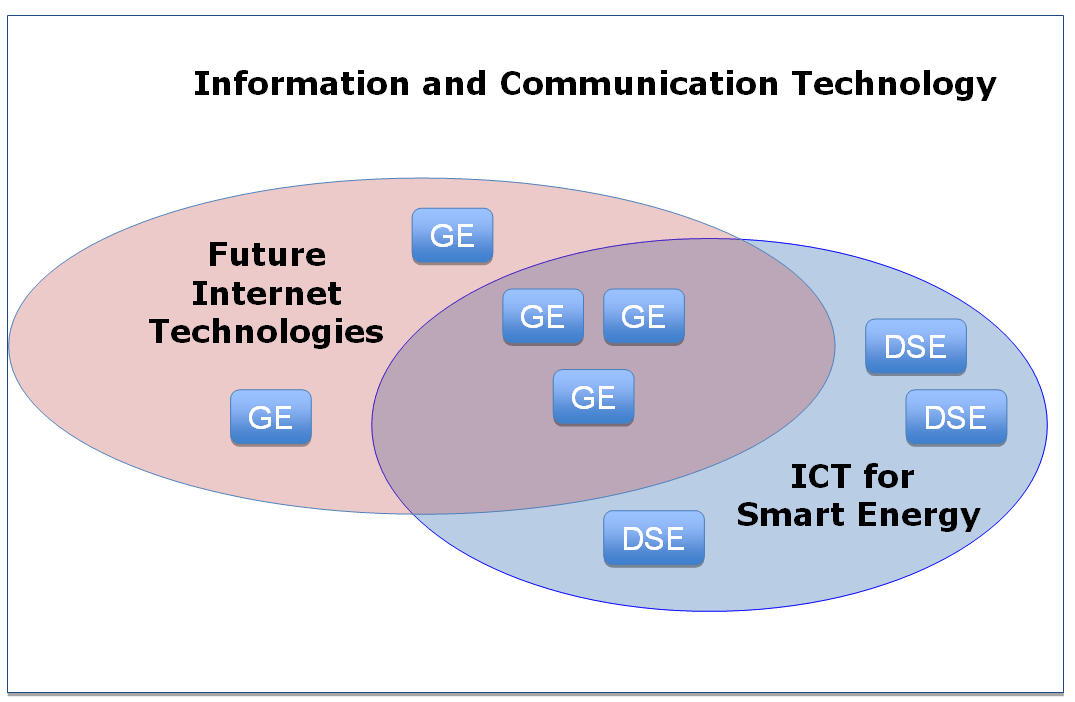 Information and Communication Technology
GE
Future
Internet
Technologies
GE
GE
DSE
GE
GE
DSE
ICT for
Smart Energy
DSE